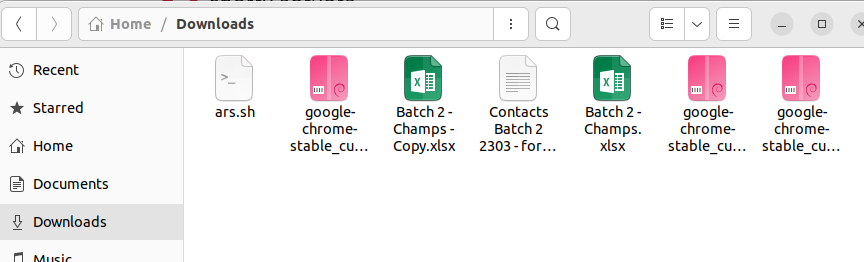 Home / Downloads
Recent
Starred
Home
Documents
Downloads
Music
ars.sh
google-
chrome-
stable_cu...
Batch 2 -
Champs -
Copy.xlsx
Contacts
Batch 2
2303 - for...
Batch 2 -
Champs.
xlsx
google-
chrome-
stable_cu...
google-
chrome-
stable_cu...